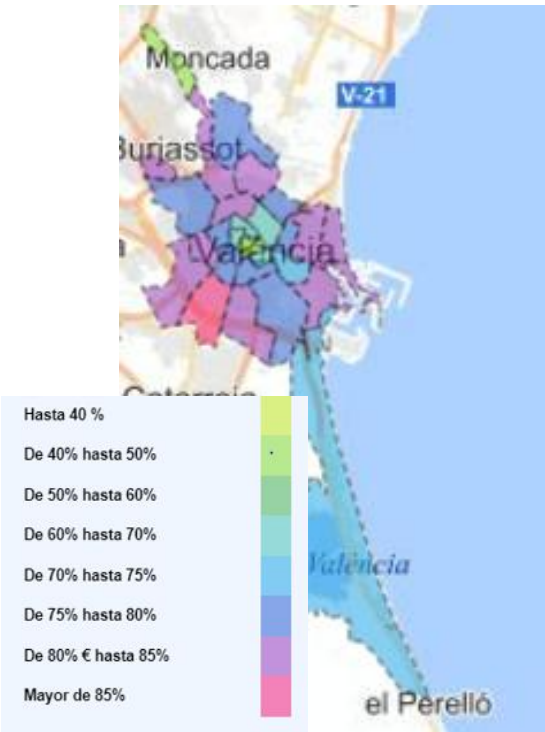 Moncada
V-21
Burjassot
València
Catarroja
Hasta 40 %
De 40% hasta 50%
De 50% hasta 60%
De 60% hasta 70%
De 70% hasta 75%
València
De 75% hasta 80%
De 80% € hasta 85%
Mayor de 85%
el Perelló